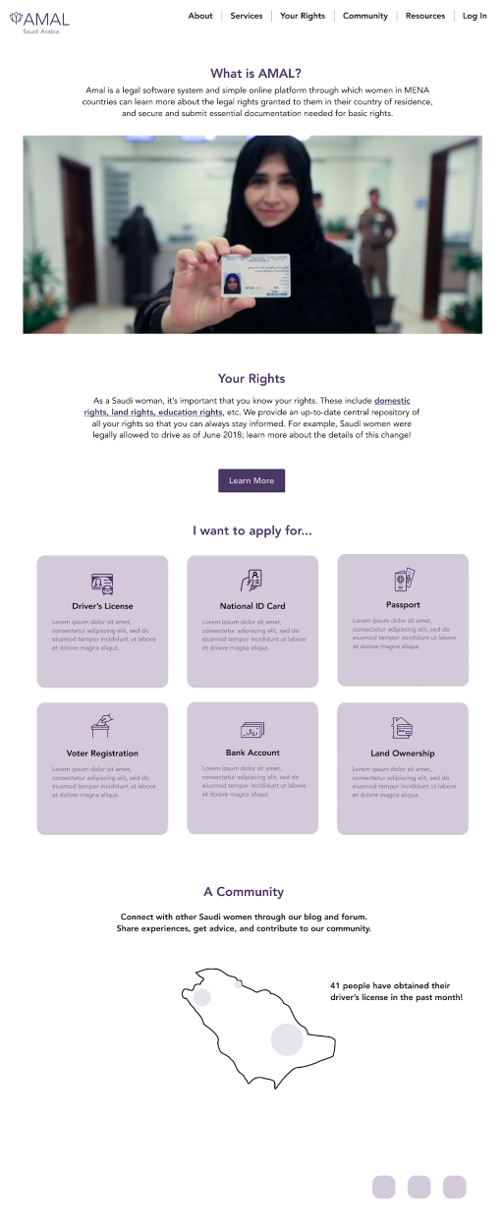 AMAL
Saudi Arabia
About
Services
Your Rights
Community
Resources
Log In
What is AMAL?
Amal is a legal software system and simple online platform through which women in MENA
countries can learn more about the legal rights granted to them in their country of residence,
and secure and submit essential documentation needed for basic rights.
Your Rights
As a Saudi woman, it's important that you know your rights. These include domestic
rights, land rights, education rights, etc. We provide an up-to-date central repository of
all your rights so that you can always stay informed. For example, Saudi women were
legally allowed to drive as of June 2018; learn more about the details of this change!
Learn More
I want to apply for...
Driver's License
Lorem ipsum dolor sit amet,
consectetur adipiscing elit, sed do
eiusmod tempor incididunt ut labore
et dolore magna aliqua.
National ID Card
Lorem ipsum dolor sit amet,
consectetur adipiscing elit, sed do
eiusmod tempor incididunt ut labore
et dolore magna aliqua.
Passport
Lorem ipsum dolor sit amet,
consectetur adipiscing elit, sed do
eiusmod tempor incididunt ut labore
et dolore magna aliqua.
Voter Registration
Lorem ipsum dolor sit amet,
consectetur adipiscing elit, sed do
eiusmod tempor incididunt ut labore
et dolore magna aliqua.
Bank Account
Lorem ipsum dolor sit amet,
consectetur adipiscing elit, sed do
eiusmod tempor incididunt ut labore
et dolore magna aliqua.
Land Ownership
Lorem ipsum dolor sit amet,
consectetur adipiscing elit, sed do
eiusmod tempor incididunt ut labore
et dolore magna aliqua.
A Community
Connect with other Saudi women through our blog and forum.
Share experiences, get advice, and contribute to our community.
41 people have obtained their
driver's license in the past month!